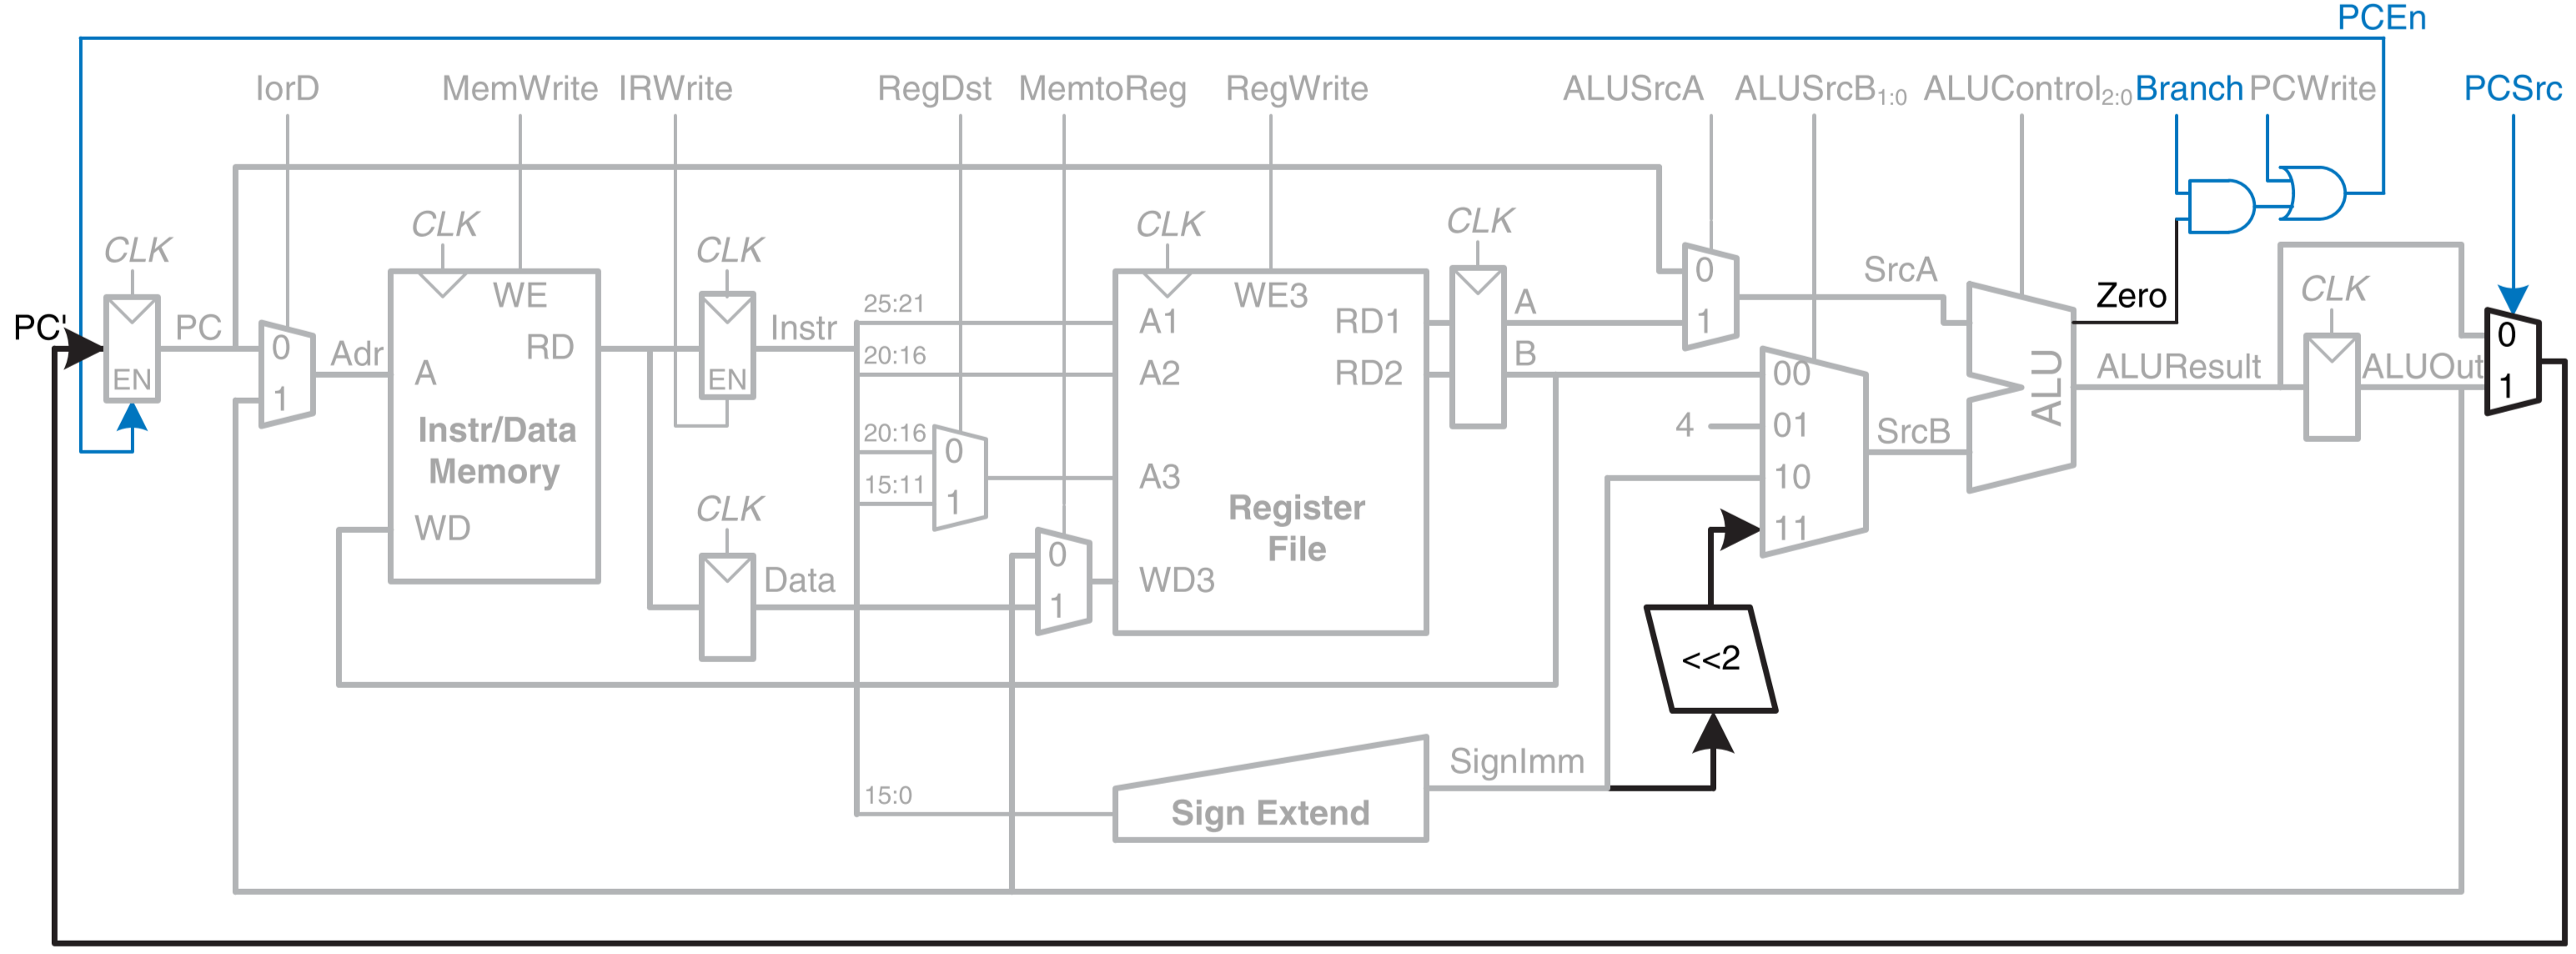 PCEn
IorD MemWrite IRWrite RegDst MemtoReg RegWrite ALUSrcA ALUSrcB1:0 ALUControl2:0 Branch PCWrite PCSrc
CLK CLK CLK CLK CLK CLK
PC' PC EN
0 1 Adr
WE A RD Instr/Data Memory WD
EN Instr
CLK Data
25:21
20:16
20:16 0
15:11 1
15:0
0 1
WE3 A1 RD1 A2 RD2 A3 Register File WD3
A
B
0 1 SrcA
00
4 01
10
11
SrcB
ALU
Zero
ALUResult
ALUOut
0
1
<<2
SignImm
Sign Extend